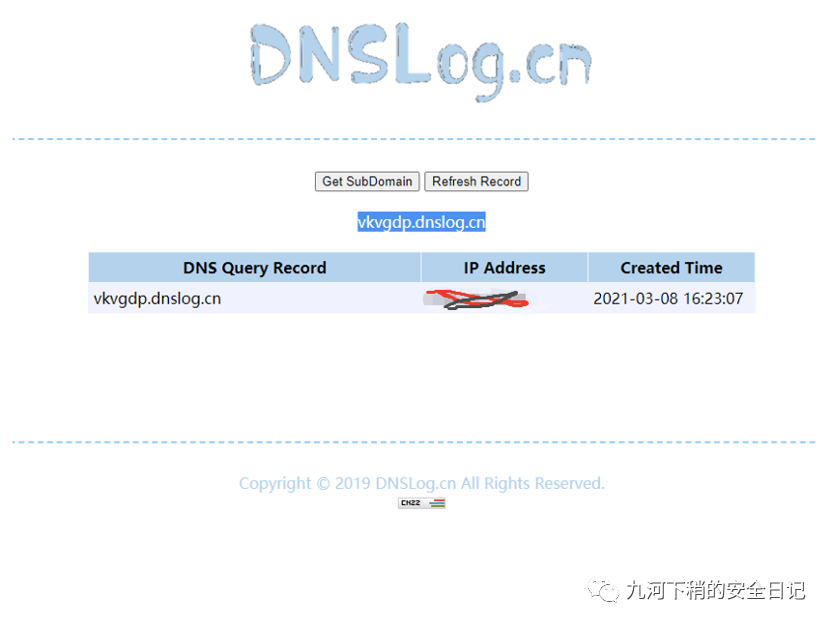 DNSLog.cn
Get SubDomain Refresh Record
vkvgdp.dnslog.cn
DNS Query Record IP Address Created Time
vkvgdp.dnslog.cn 2021-03-08 16:23:07
Copyright © 2019 DNSLog.cn All Rights Reserved.
CNZZ
九河下稍的安全日记